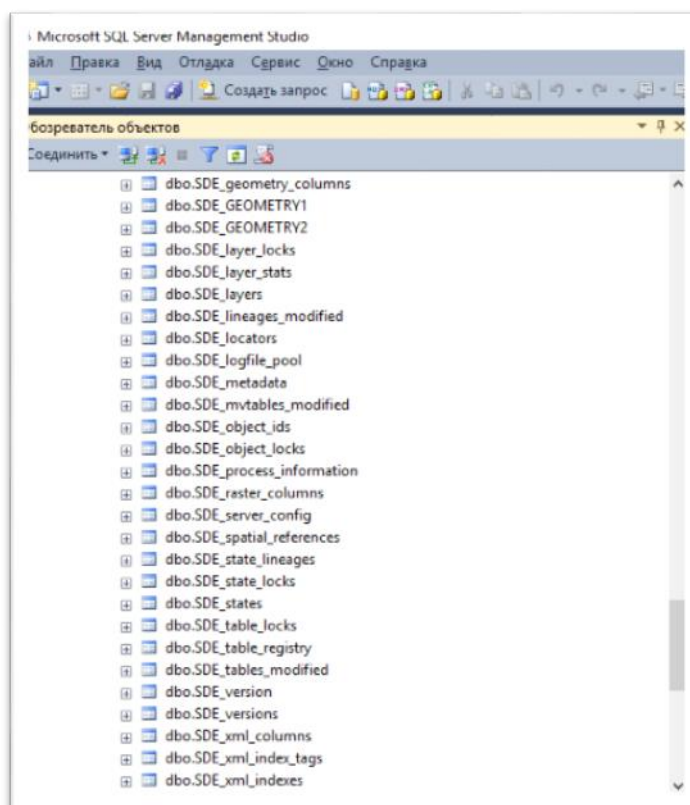 Microsoft SQL Server Management Studio
айл Правка Вид Отладка Сервис Окно Справка
Создать запрос
бозреватель объектов
Соединить
dbo.SDE_geometry_columns
dbo.SDE_GEOMETRY1
dbo.SDE_GEOMETRY2
dbo.SDE_layer_locks
dbo.SDE_layer_stats
dbo.SDE_layers
dbo.SDE_lineages_modified
dbo.SDE_locators
dbo.SDE_logfile_pool
dbo.SDE_metadata
dbo.SDE_mvtables_modified
dbo.SDE_object_ids
dbo.SDE_object_locks
dbo.SDE_process_information
dbo.SDE_raster_columns
dbo.SDE_server_config
dbo.SDE_spatial_references
dbo.SDE_state_lineages
dbo.SDE_state_locks
dbo.SDE_states
dbo.SDE_table_locks
dbo.SDE_table_registry
dbo.SDE_tables_modified
dbo.SDE_version
dbo.SDE_versions
dbo.SDE_xml_columns
dbo.SDE_xml_index_tags
dbo.SDE_xml_indexes